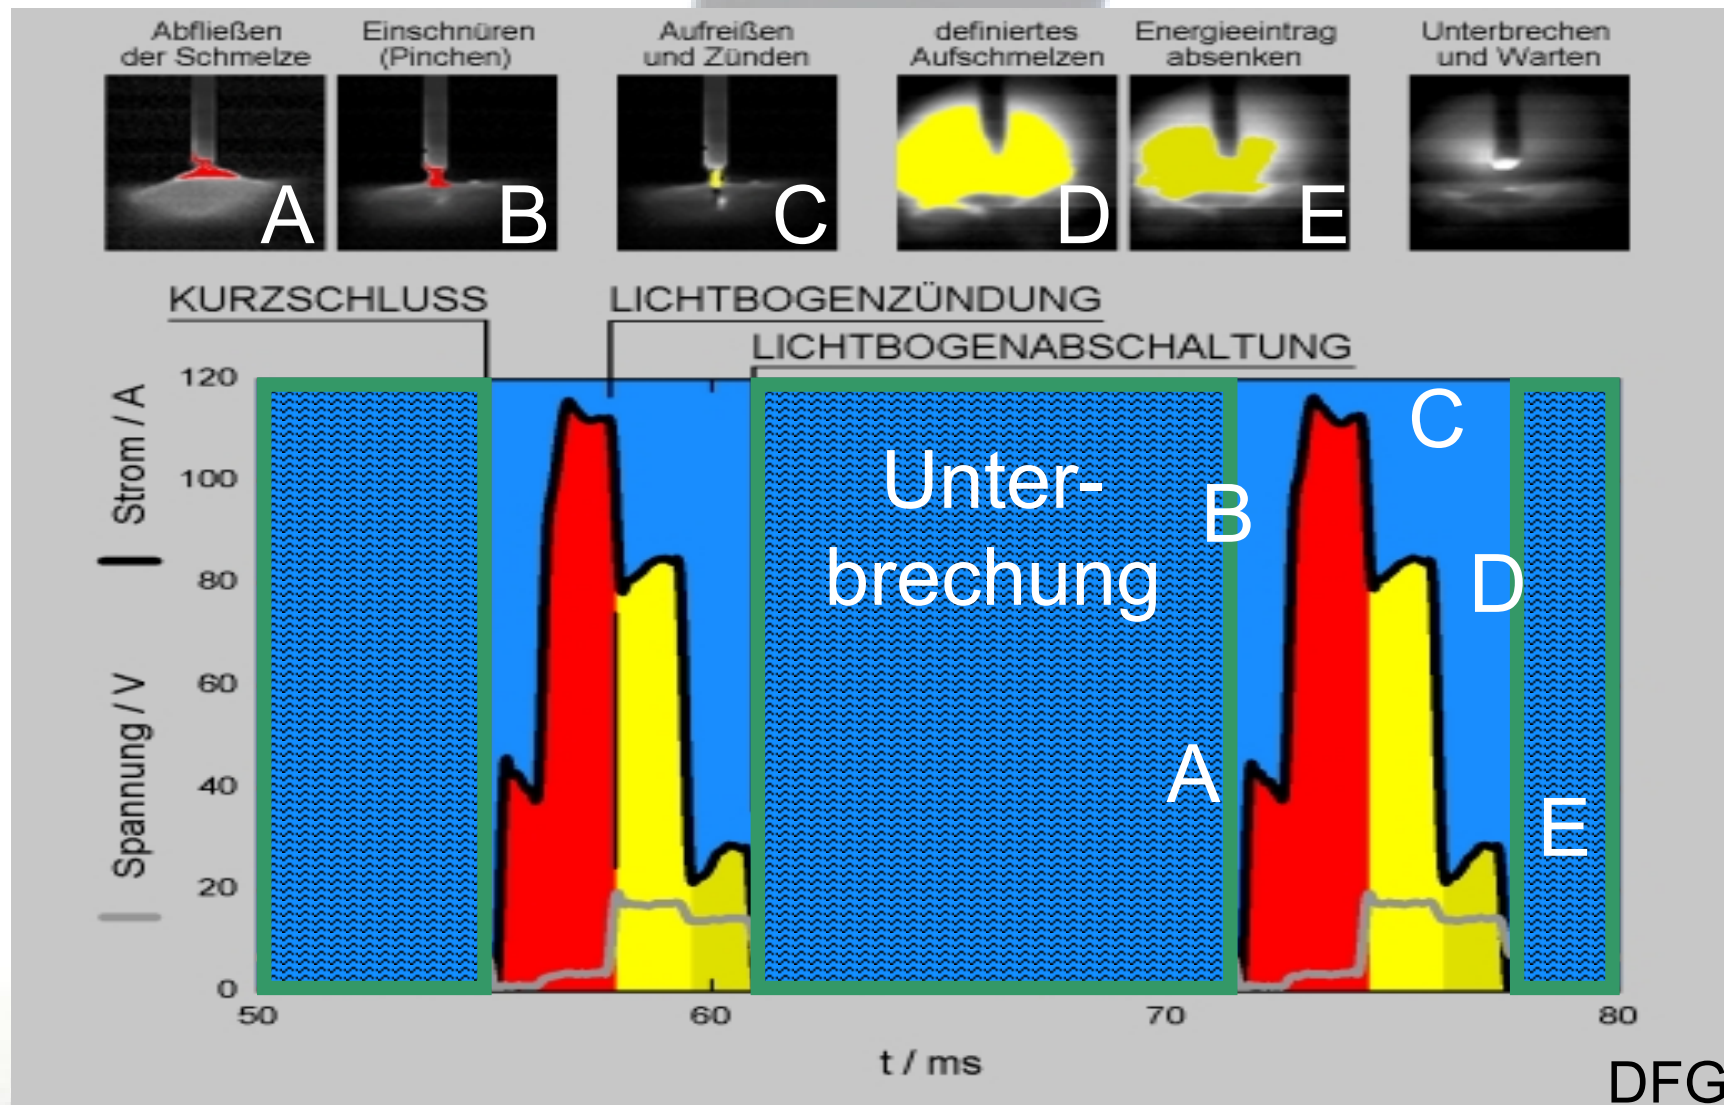 Abfließen
der Schmelze
Einschnüren
(Pinchen)
Aufreißen
und Zünden
definiertes
Aufschmelzen
Energieeintrag
absenken
Unterbrechen
und Warten
A
B
C
D
E
KURZSCHLUSS
LICHTBOGENZÜNDUNG
LICHTBOGENABSCHALTUNG
Strom / A
Spannung / V
120
100
80
60
40
20
0
Unter-
brechung
A
B
C
D
E
50
60
70
80
t / ms
DFG